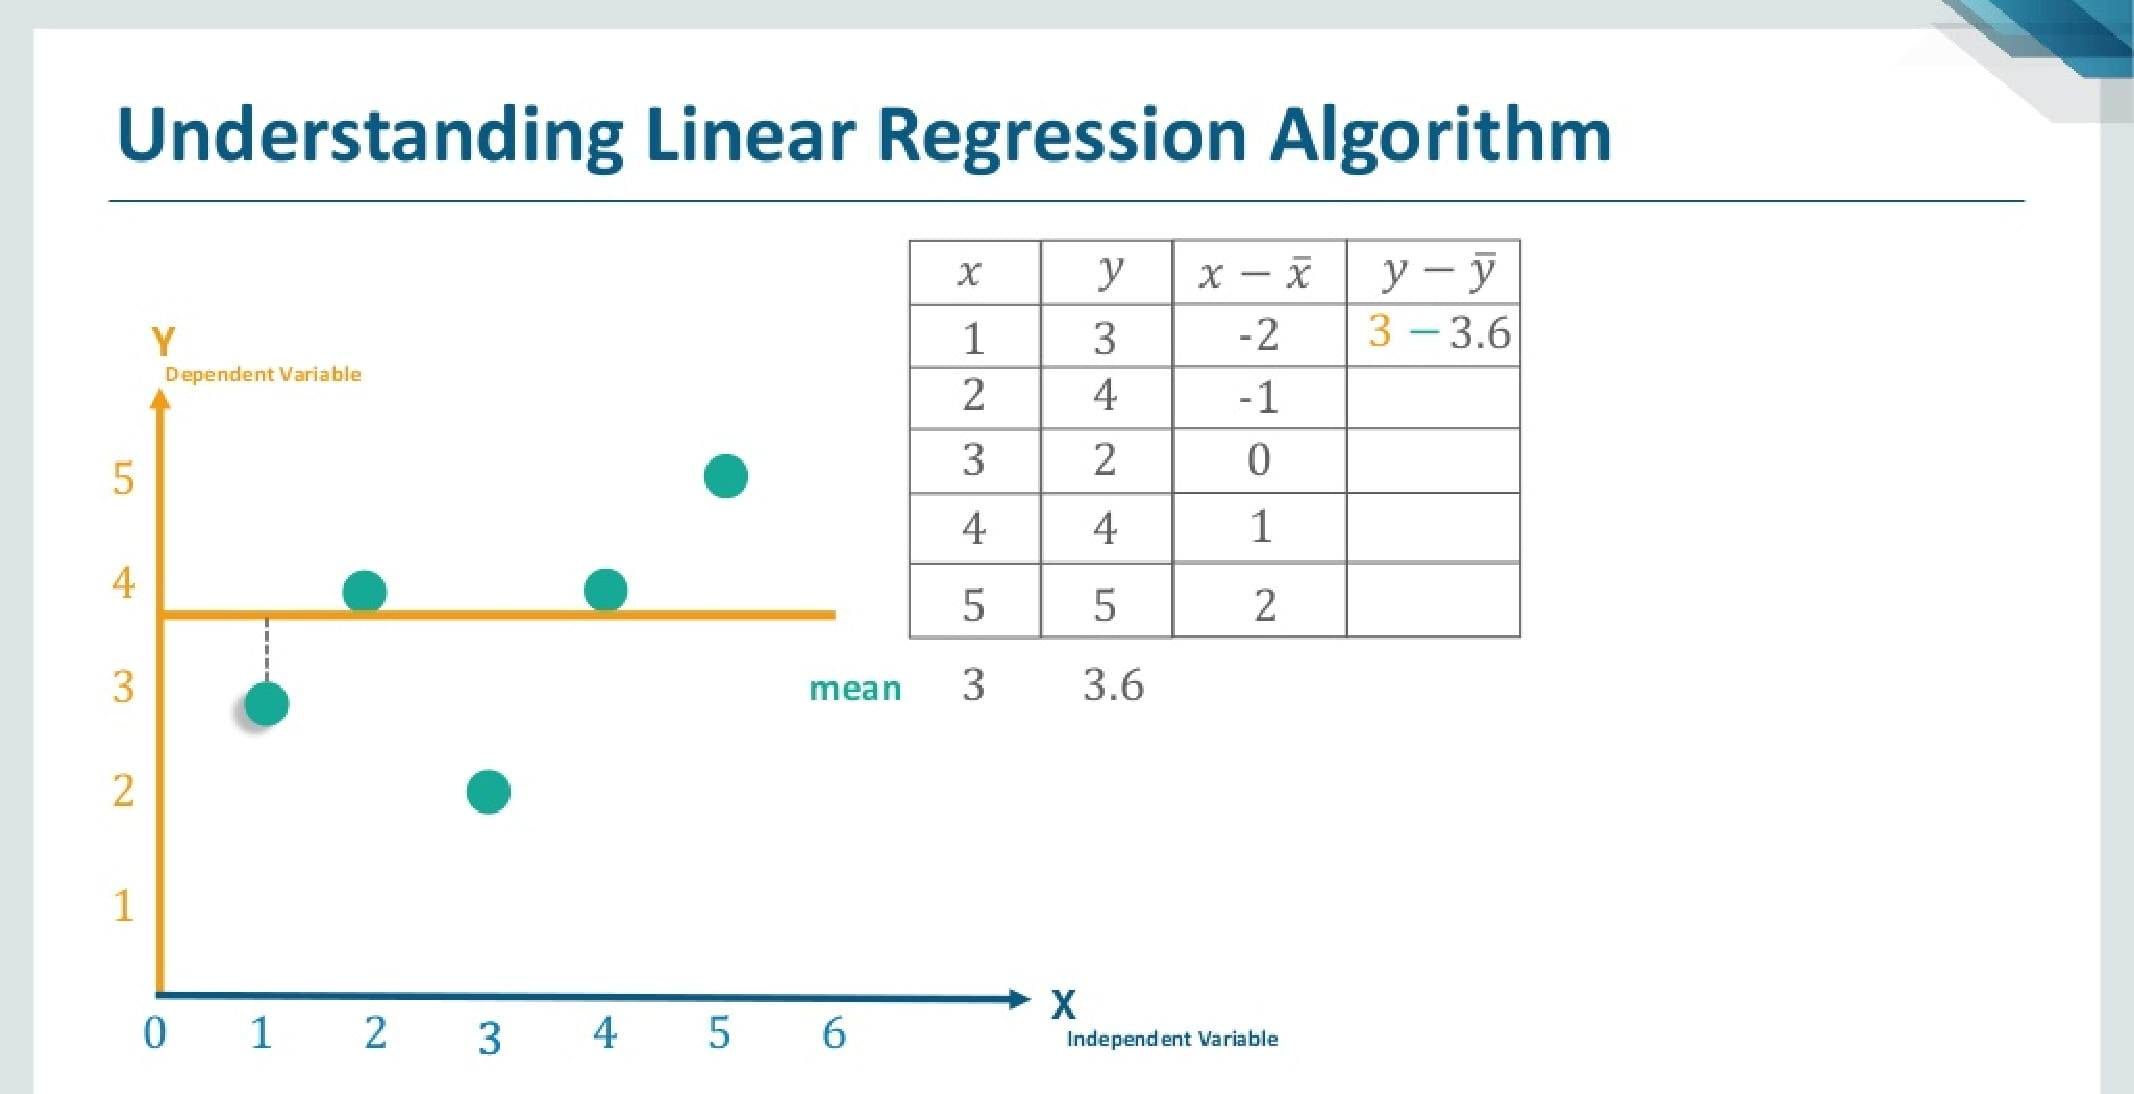 Understanding Linear Regression Algorithm
Y
Dependent Variable
5
4
3
2
1
0 1 2 3 4 5 6
X
Independent Variable
x y x − x̄ y − ȳ
1 3 -2 3 − 3.6
2 4 -1
3 2 0
4 4 1
5 5 2
mean 3 3.6